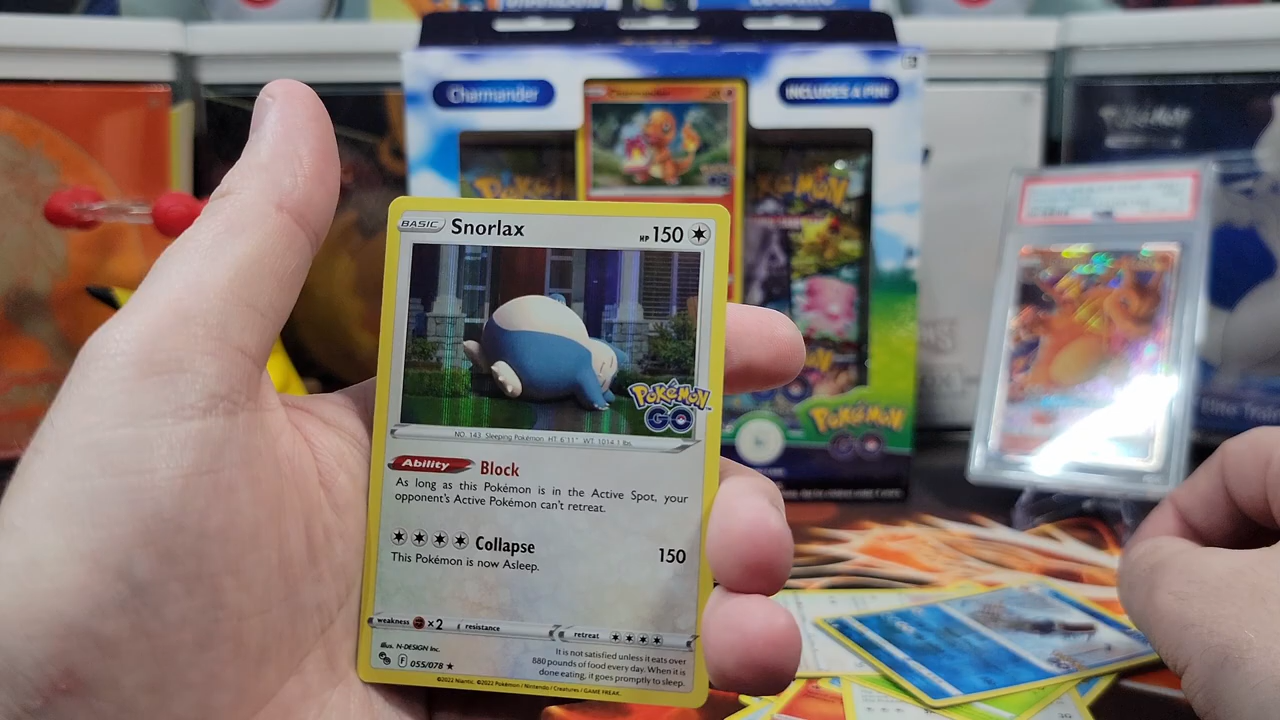 Charmander
INCLUDES A PIN!
POKÉMON
BASIC Snorlax HP 150
Pokémon
GO
NO. 143 Sleeping Pokémon HT. 6'11" WT. 1014.1 lbs.
Ability Block
As long as this Pokémon is in the Active Spot, your
opponent's Active Pokémon can't retreat.
Collapse 150
This Pokémon is now Asleep.
weakness ×2 resistance retreat
illus. N-DESIGN Inc.
F 055/078 ★
It is not satisfied unless it eats over
880 pounds of food every day. When it is
done eating, it goes promptly to sleep.
©2022 Niantic. ©2022 Pokémon / Nintendo / Creatures / GAME FREAK.
Pokémon
GO
Elite Trai